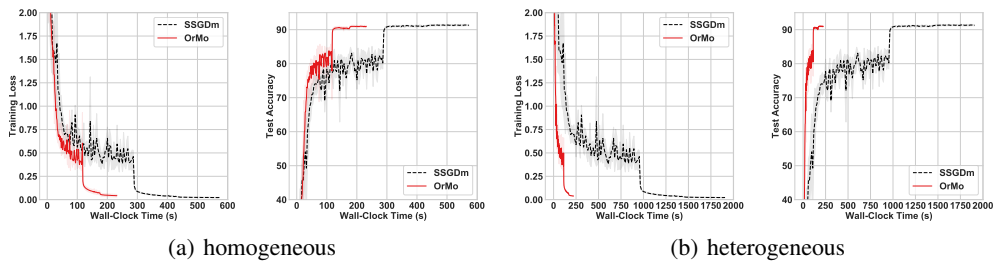 2.00
1.75
1.50
1.25
1.00
0.75
0.50
0.25
0.00
Training Loss
SSGDm
OrMo
0 100 200 300 400 500 600
Wall-Clock Time (s)
90
80
70
60
50
40
Test Accuracy
SSGDm
OrMo
0 100 200 300 400 500 600
Wall-Clock Time (s)
(a) homogeneous
2.00
1.75
1.50
1.25
1.00
0.75
0.50
0.25
0.00
Training Loss
SSGDm
OrMo
0 250 500 750 1000 1250 1500 1750 2000
Wall-Clock Time (s)
90
80
70
60
50
40
Test Accuracy
SSGDm
OrMo
0 250 500 750 1000 1250 1500 1750 2000
Wall-Clock Time (s)
(b) heterogeneous